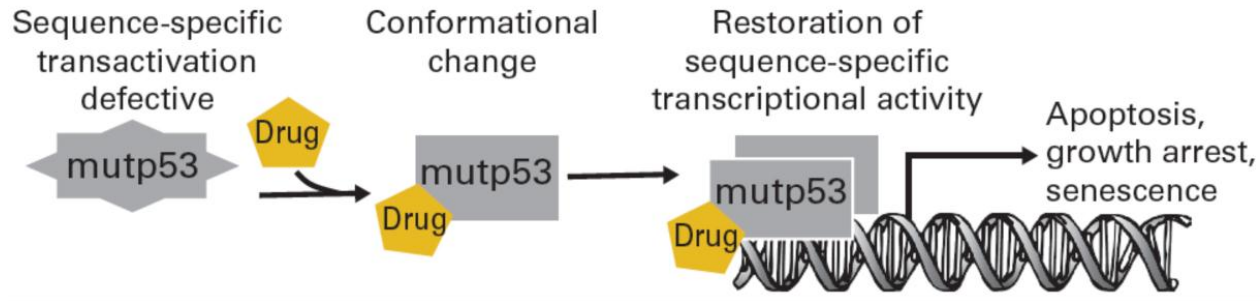 Sequence-specific
transactivation
defective
mutp53
Drug
Conformational
change
mutp53
Drug
Restoration of
sequence-specific
transcriptional activity
mutp53
Drug
Apoptosis,
growth arrest,
senescence